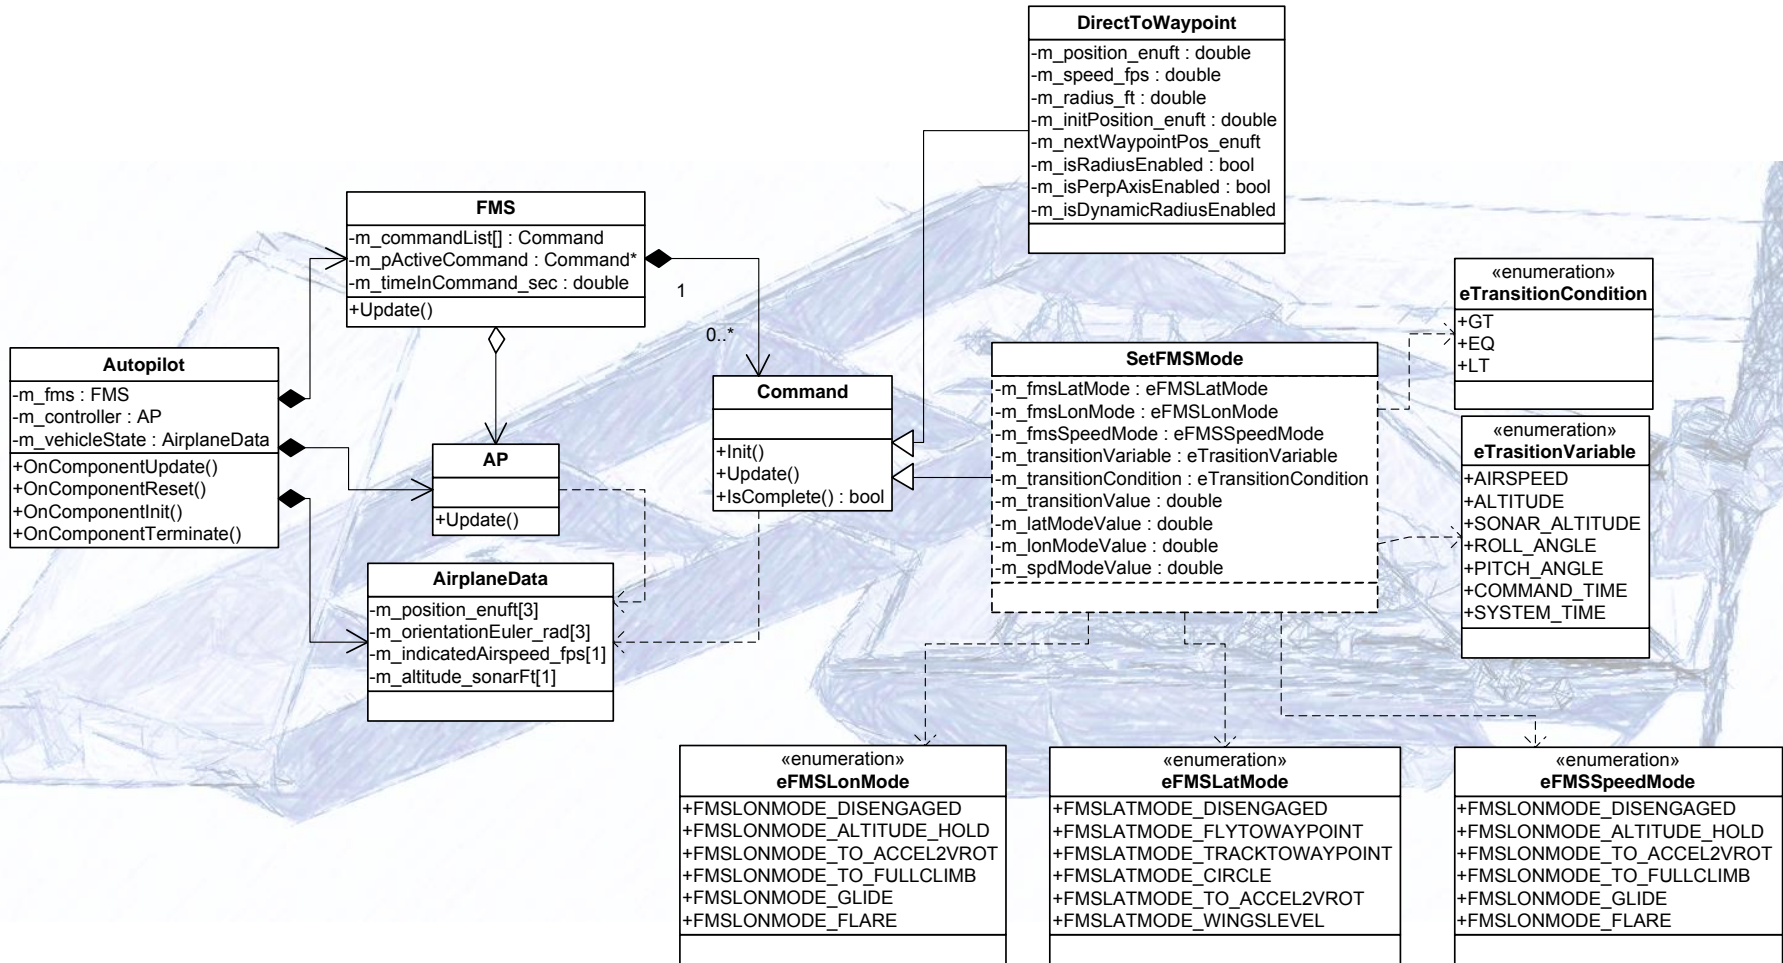 DirectToWaypoint
-m_position_enuft : double
-m_speed_fps : double
-m_radius_ft : double
-m_initPosition_enuft : double
-m_nextWaypointPos_enuft
-m_isRadiusEnabled : bool
-m_isPerpAxisEnabled : bool
-m_isDynamicRadiusEnabled
FMS
-m_commandList[] : Command
-m_pActiveCommand : Command*
-m_timeInCommand_sec : double
+Update()
1
0..*
«enumeration»
eTransitionCondition
+GT
+EQ
+LT
Autopilot
-m_fms : FMS
-m_controller : AP
-m_vehicleState : AirplaneData
+OnComponentUpdate()
+OnComponentReset()
+OnComponentInit()
+OnComponentTerminate()
AP
+Update()
Command
+Init()
+Update()
+IsComplete() : bool
SetFMSMode
-m_fmsLatMode : eFMSLatMode
-m_fmsLonMode : eFMSLonMode
-m_fmsSpeedMode : eFMSSpeedMode
-m_transitionVariable : eTrasitionVariable
-m_transitionCondition : eTransitionCondition
-m_transitionValue : double
-m_latModeValue : double
-m_lonModeValue : double
-m_spdModeValue : double
«enumeration»
eTrasitionVariable
+AIRSPEED
+ALTITUDE
+SONAR_ALTITUDE
+ROLL_ANGLE
+PITCH_ANGLE
+COMMAND_TIME
+SYSTEM_TIME
AirplaneData
-m_position_enuft[3]
-m_orientationEuler_rad[3]
-m_indicatedAirspeed_fps[1]
-m_altitude_sonarFt[1]
«enumeration»
eFMSLonMode
+FMSLONMODE_DISENGAGED
+FMSLONMODE_ALTITUDE_HOLD
+FMSLONMODE_TO_ACCEL2VROT
+FMSLONMODE_TO_FULLCLIMB
+FMSLONMODE_GLIDE
+FMSLONMODE_FLARE
«enumeration»
eFMSLatMode
+FMSLATMODE_DISENGAGED
+FMSLATMODE_FLYTOWAYPOINT
+FMSLATMODE_TRACKTOWAYPOINT
+FMSLATMODE_CIRCLE
+FMSLATMODE_TO_ACCEL2VROT
+FMSLATMODE_WINGSLEVEL
«enumeration»
eFMSSpeedMode
+FMSLONMODE_DISENGAGED
+FMSLONMODE_ALTITUDE_HOLD
+FMSLONMODE_TO_ACCEL2VROT
+FMSLONMODE_TO_FULLCLIMB
+FMSLONMODE_GLIDE
+FMSLONMODE_FLARE